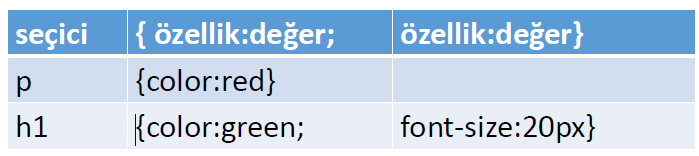 seçici { özellik:değer; özellik:değer}
p {color:red}
h1 {color:green; font-size:20px}